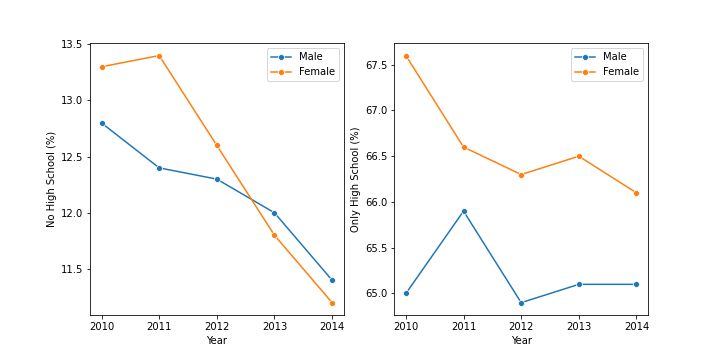 No High School (%)
13.5
13.0
12.5
12.0
11.5
2010 2011 2012 2013 2014
Year
Male
Female
Only High School (%)
67.5
67.0
66.5
66.0
65.5
65.0
2010 2011 2012 2013 2014
Year
Male
Female